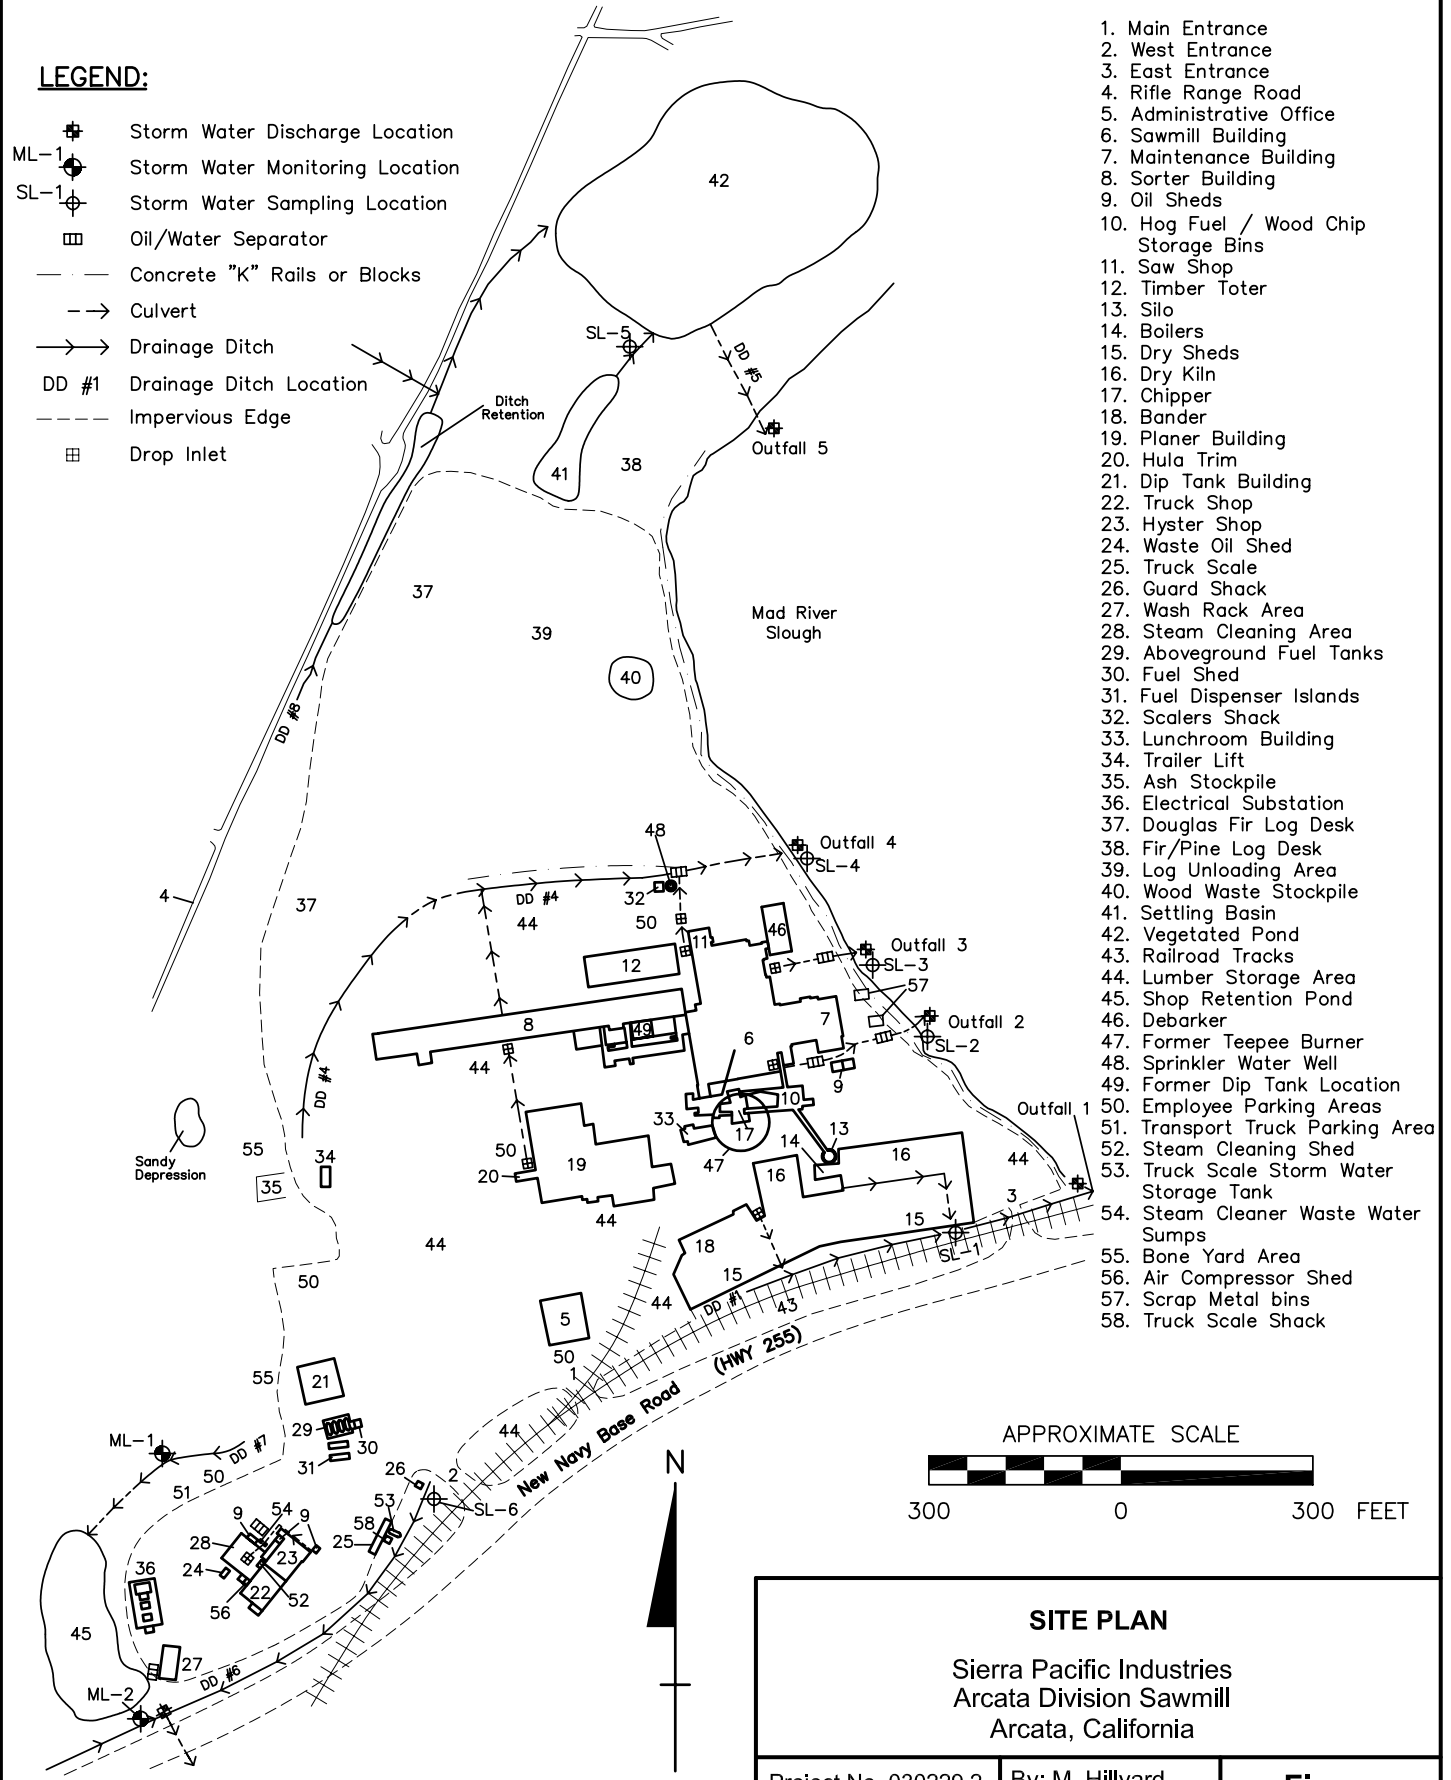 LEGEND:
Storm Water Discharge Location
ML-1
Storm Water Monitoring Location
SL-1
Storm Water Sampling Location
Oil/Water Separator
Concrete "K" Rails or Blocks
Culvert
Drainage Ditch
DD #1 Drainage Ditch Location
Impervious Edge
Drop Inlet
1. Main Entrance
2. West Entrance
3. East Entrance
4. Rifle Range Road
5. Administrative Office
6. Sawmill Building
7. Maintenance Building
8. Sorter Building
9. Oil Sheds
10. Hog Fuel / Wood Chip
Storage Bins
11. Saw Shop
12. Timber Toter
13. Silo
14. Boilers
15. Dry Sheds
16. Dry Kiln
17. Chipper
18. Bander
19. Planer Building
20. Hula Trim
21. Dip Tank Building
22. Truck Shop
23. Hyster Shop
24. Waste Oil Shed
25. Truck Scale
26. Guard Shack
27. Wash Rack Area
28. Steam Cleaning Area
29. Aboveground Fuel Tanks
30. Fuel Shed
31. Fuel Dispenser Islands
32. Scalers Shack
33. Lunchroom Building
34. Trailer Lift
35. Ash Stockpile
36. Electrical Substation
37. Douglas Fir Log Desk
38. Fir/Pine Log Desk
39. Log Unloading Area
40. Wood Waste Stockpile
41. Settling Basin
42. Vegetated Pond
43. Railroad Tracks
44. Lumber Storage Area
45. Shop Retention Pond
46. Debarker
47. Former Teepee Burner
48. Sprinkler Water Well
49. Former Dip Tank Location
50. Employee Parking Areas
51. Transport Truck Parking Area
52. Steam Cleaning Shed
53. Truck Scale Storm Water
Storage Tank
54. Steam Cleaner Waste Water
Sumps
55. Bone Yard Area
56. Air Compressor Shed
57. Scrap Metal bins
58. Truck Scale Shack
42
SL-5
DD #5
Ditch
Retention
Outfall 5
41
38
37
39
Mad River
Slough
40
DD #8
48
Outfall 4
SL-4
4
37
32
DD #4
44
50
11
46
Outfall 3
SL-3
12
57
8
49
7
Outfall 2
SL-2
6
44
9
DD #4
10
Outfall 1
33
17
13
55
34
50
14
16
44
Sandy
Depression
19
47
16
35
20
3
44
15
44
18
SL-1
50
15
44
DD #1
43
5
50
(HWY 255)
55
21
1
New Navy Base Road
29
44
30
ML-1
DD #7
31
50
26
2
51
SL-6
53
9
54
9
58
28
25
23
36
24
22
52
56
45
27
DD #6
ML-2
N
APPROXIMATE SCALE
300 0 300 FEET
SITE PLAN
Sierra Pacific Industries
Arcata Division Sawmill
Arcata, California
By: M. Hillyard